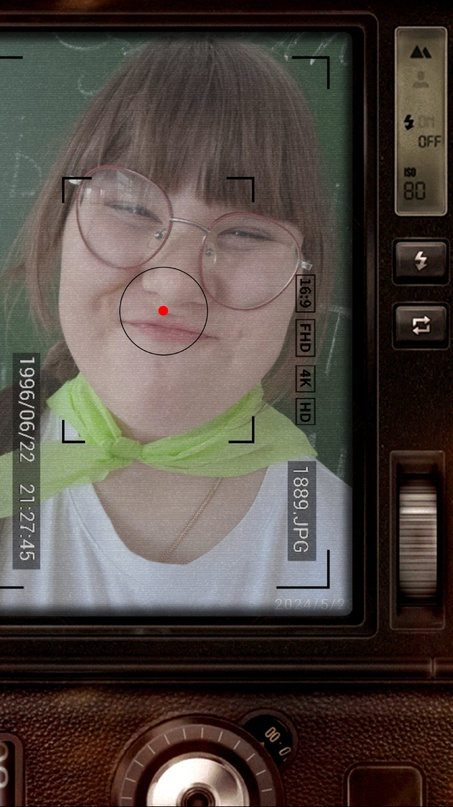 ON
OFF
ISO
80
16:9
FHD
4K
HD
1996/06/22 21:27:45
1889.JPG
2024/5/2